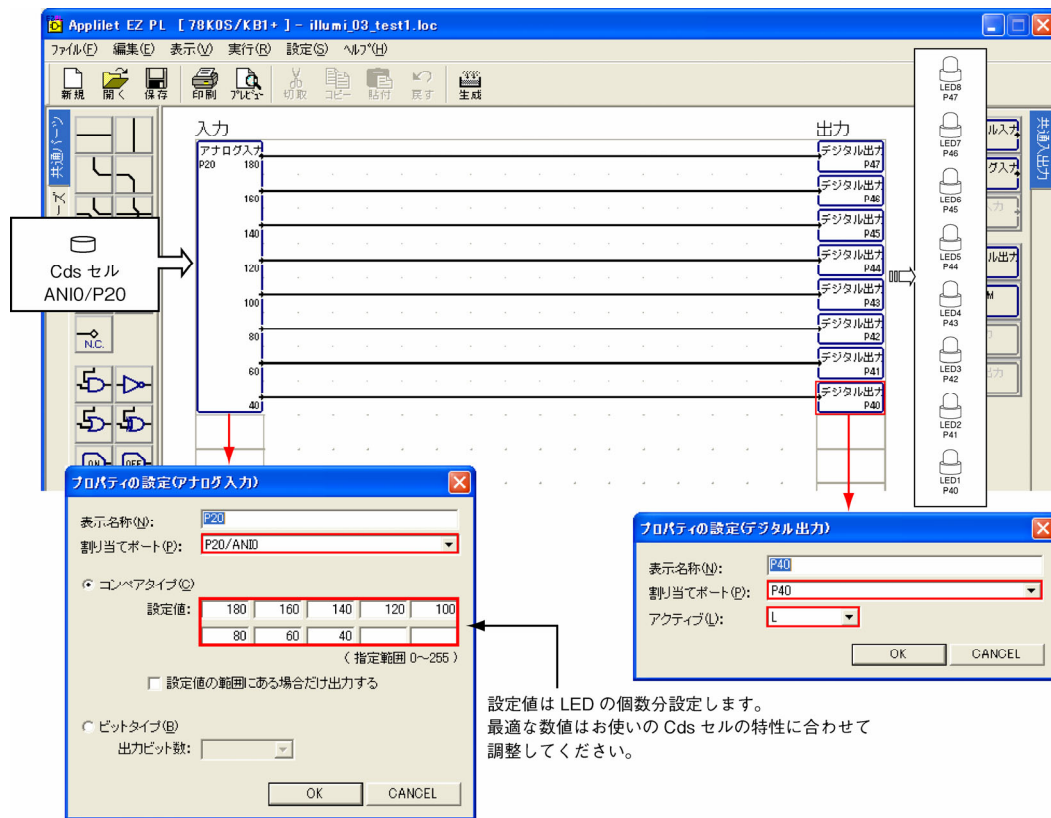 Applilet EZ PL [ 78K0S/KB1+ ] - illumi_03_test1.loc
ファイル(F) 編集(E) 表示(V) 実行(R) 設定(S) ヘルプ(H)
新規 開く 保存 印刷 プレビュー 切取 コピー 貼付 戻す 生成
共通パーツ
入力
出力
アナログ入力
P20 180
160
140
120
100
80
60
40
デジタル出力
P47
デジタル出力
P46
デジタル出力
P45
デジタル出力
P44
デジタル出力
P43
デジタル出力
P42
デジタル出力
P41
デジタル出力
P40
共通入出力
ル入力
グ入力
入力
ル出力
M
力
出力
LED8
P47
LED7
P46
LED6
P45
LED5
P44
LED4
P43
LED3
P42
LED2
P41
LED1
P40
Cds セル
ANI0/P20
N.C.
ON OFF
プロパティの設定(アナログ入力)
表示名称(N): P20
割り当てポート(P): P20/ANI0
コンペアタイプ(C)
設定値: 180 160 140 120 100
80 60 40
( 指定範囲 0～255 )
設定値の範囲にある場合だけ出力する
ビットタイプ(B)
出力ビット数:
OK CANCEL
プロパティの設定(デジタル出力)
表示名称(N): P40
割り当てポート(P): P40
アクティブ(L): L
OK CANCEL
設定値は LED の個数分設定します。
最適な数値はお使いの Cds セルの特性に合わせて
調整してください。